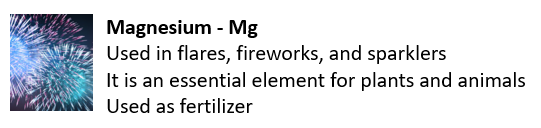 Magnesium - Mg
Used in flares, fireworks, and sparklers
It is an essential element for plants and animals
Used as fertilizer